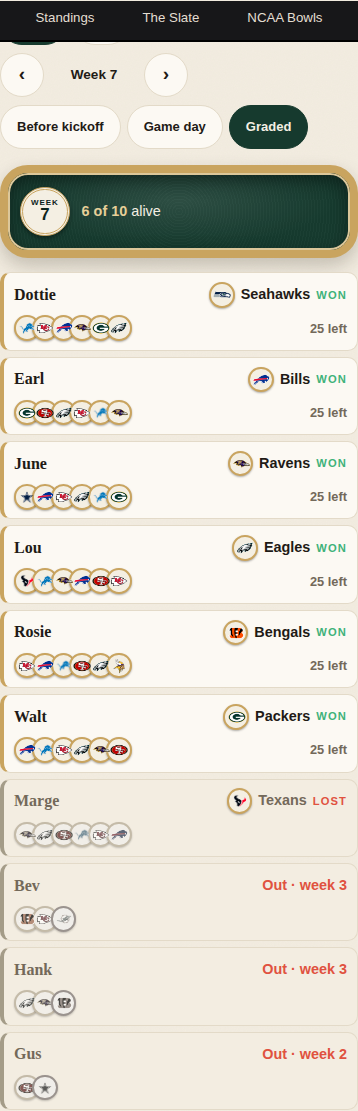 Standings The Slate NCAA Bowls
‹ Week 7 ›
Before kickoff Game day Graded
WEEK
7
6 of 10 alive
Dottie Seahawks WON
25 left
Earl Bills WON
25 left
June Ravens WON
25 left
Lou Eagles WON
25 left
Rosie Bengals WON
25 left
Walt Packers WON
25 left
Marge Texans LOST
Bev Out · week 3
Hank Out · week 3
Gus Out · week 2